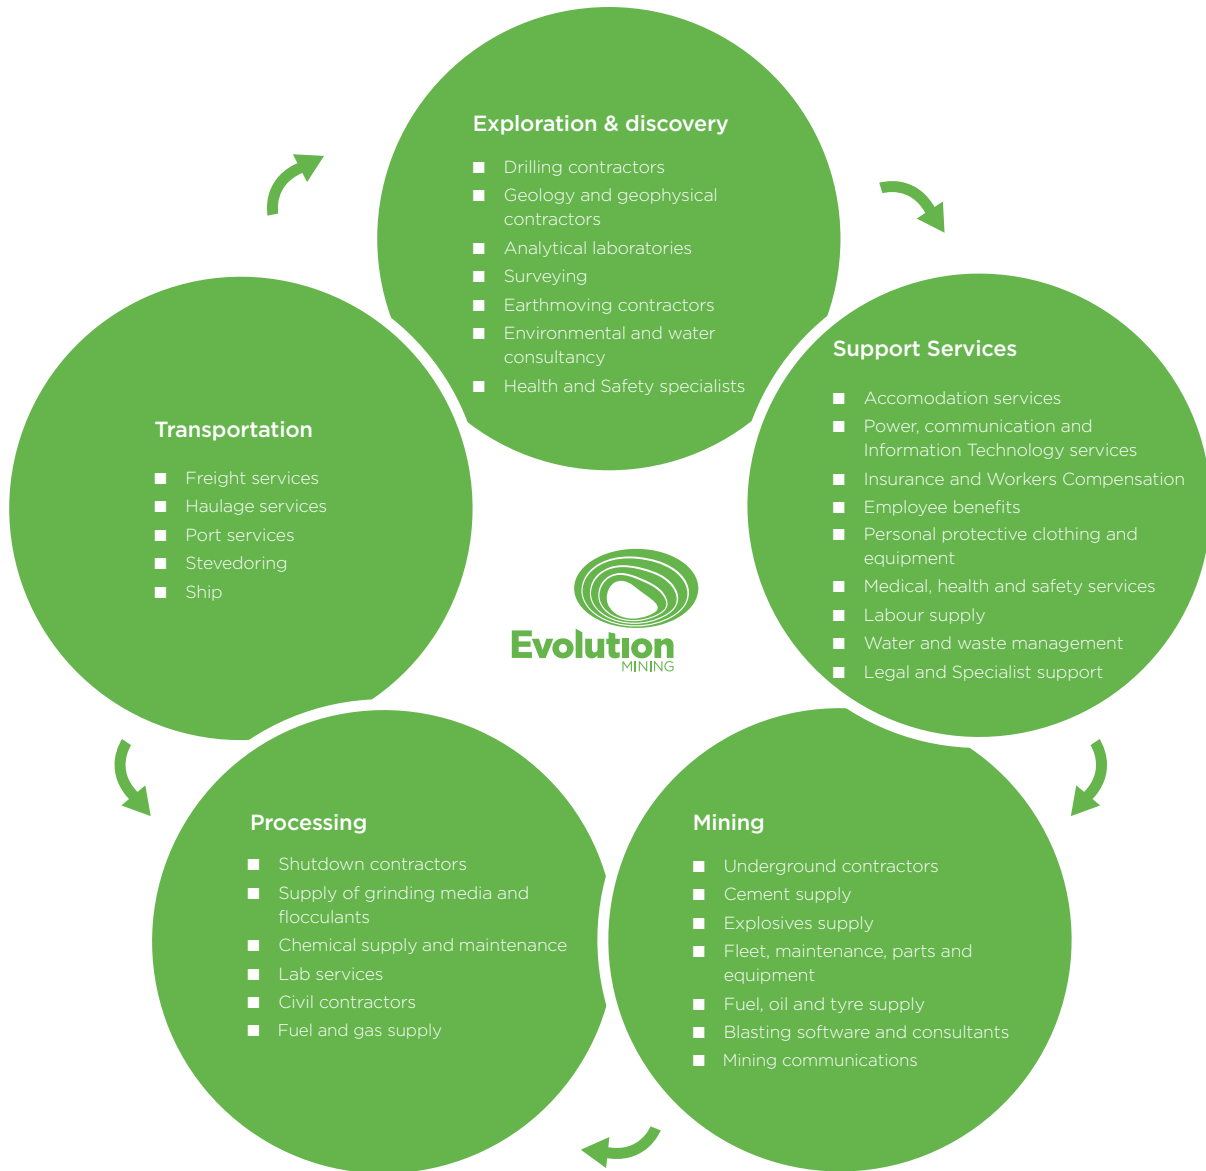 Exploration & discovery
Drilling contractors
Geology and geophysical
contractors
Analytical laboratories
Surveying
Earthmoving contractors
Environmental and water
consultancy
Health and Safety specialists
Support Services
Accomodation services
Power, communication and
Information Technology services
Insurance and Workers Compensation
Employee benefits
Personal protective clothing and
equipment
Medical, health and safety services
Labour supply
Water and waste management
Legal and Specialist support
Transportation
Freight services
Haulage services
Port services
Stevedoring
Ship
Evolution
MINING
Processing
Shutdown contractors
Supply of grinding media and
flocculants
Chemical supply and maintenance
Lab services
Civil contractors
Fuel and gas supply
Mining
Underground contractors
Cement supply
Explosives supply
Fleet, maintenance, parts and
equipment
Fuel, oil and tyre supply
Blasting software and consultants
Mining communications